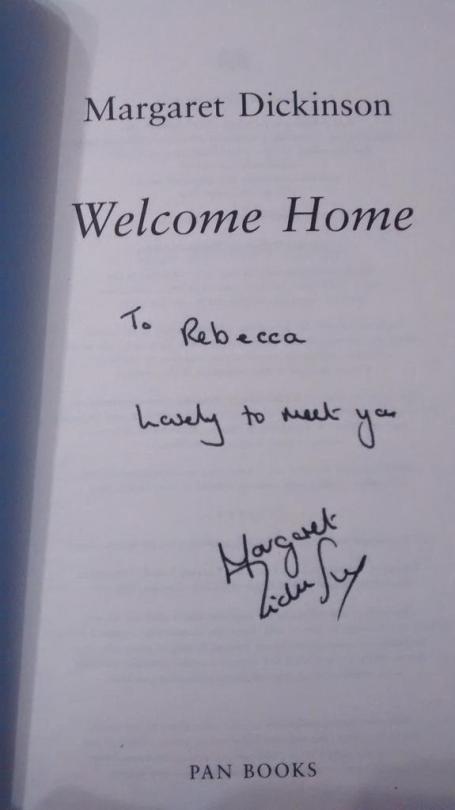 Margaret Dickinson
Welcome Home
To Rebecca
Lovely to meet you
Margaret
Dickinson
PAN BOOKS